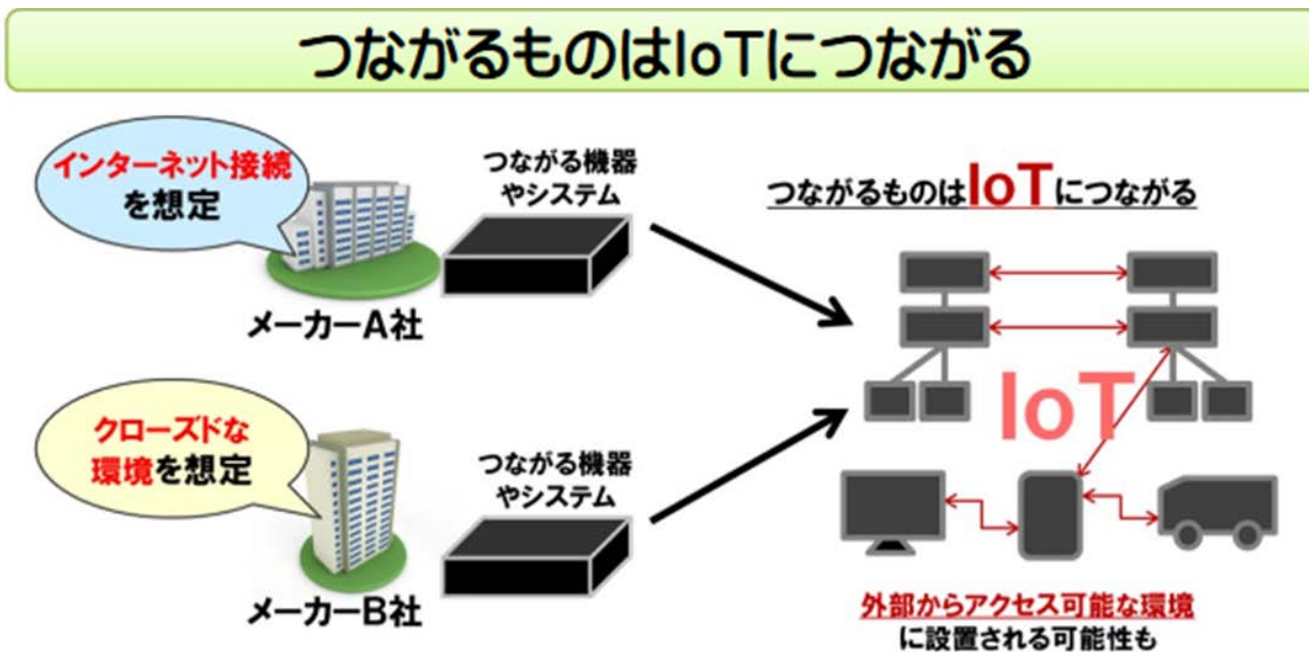 つながるものはIoTにつながる
インターネット接続
を想定
つながる機器
やシステム
メーカーA社
クローズドな
環境を想定
つながる機器
やシステム
メーカーB社
つながるものはIoTにつながる
IoT
外部からアクセス可能な環境
に設置される可能性も